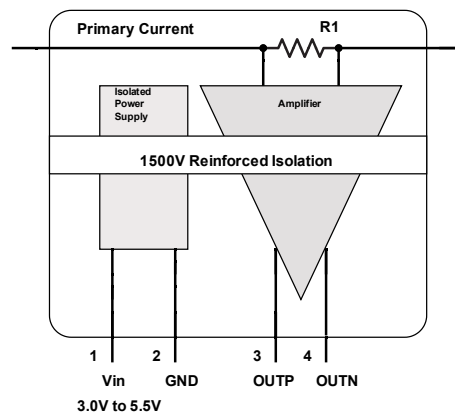 Primary Current
R1
Isolated
Power
Supply
Amplifier
1500V Reinforced Isolation
1 2 3 4
Vin GND OUTP OUTN
3.0V to 5.5V